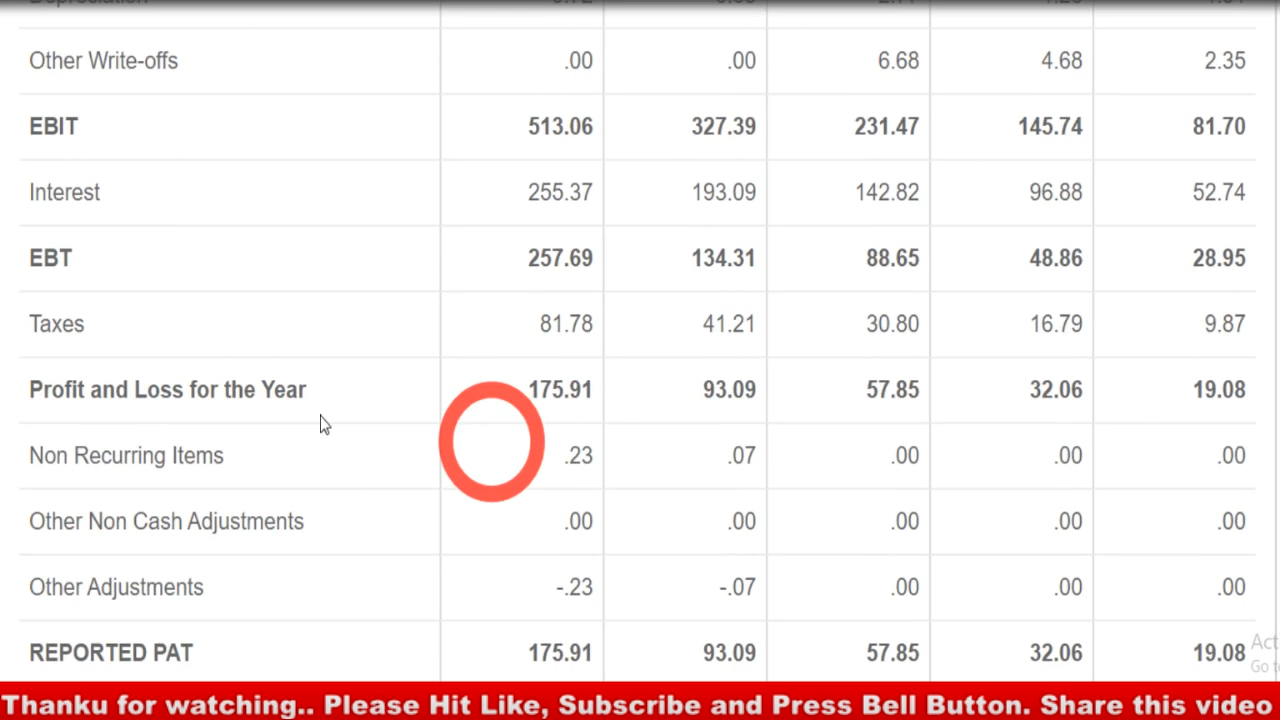 Other Write-offs .00 .00 6.68 4.68 2.35
EBIT 513.06 327.39 231.47 145.74 81.70
Interest 255.37 193.09 142.82 96.88 52.74
EBT 257.69 134.31 88.65 48.86 28.95
Taxes 81.78 41.21 30.80 16.79 9.87
Profit and Loss for the Year 175.91 93.09 57.85 32.06 19.08
Non Recurring Items .23 .07 .00 .00 .00
Other Non Cash Adjustments .00 .00 .00 .00 .00
Other Adjustments -.23 -.07 .00 .00 .00
REPORTED PAT 175.91 93.09 57.85 32.06 19.08
Act
Go to
Thanku for watching.. Please Hit Like, Subscribe and Press Bell Button. Share this video